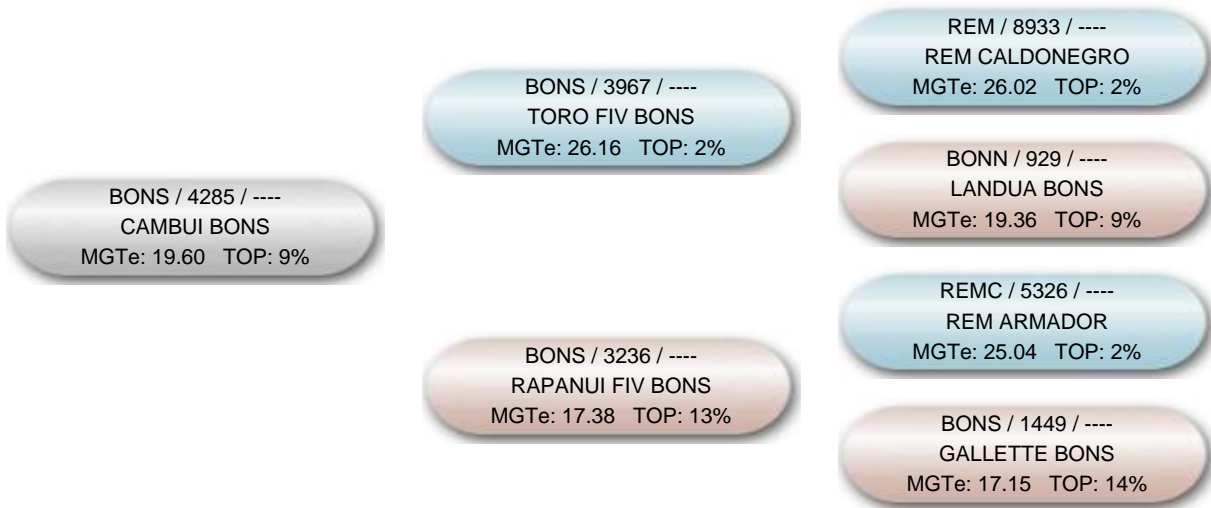 BONS / 4285 / ----
CAMBUI BONS
MGTe: 19.60 TOP: 9%
BONS / 3967 / ----
TORO FIV BONS
MGTe: 26.16 TOP: 2%
BONS / 3236 / ----
RAPANUI FIV BONS
MGTe: 17.38 TOP: 13%
REM / 8933 / ----
REM CALDONEGRO
MGTe: 26.02 TOP: 2%
BONN / 929 / ----
LANDUA BONS
MGTe: 19.36 TOP: 9%
REMC / 5326 / ----
REM ARMADOR
MGTe: 25.04 TOP: 2%
BONS / 1449 / ----
GALLETTE BONS
MGTe: 17.15 TOP: 14%